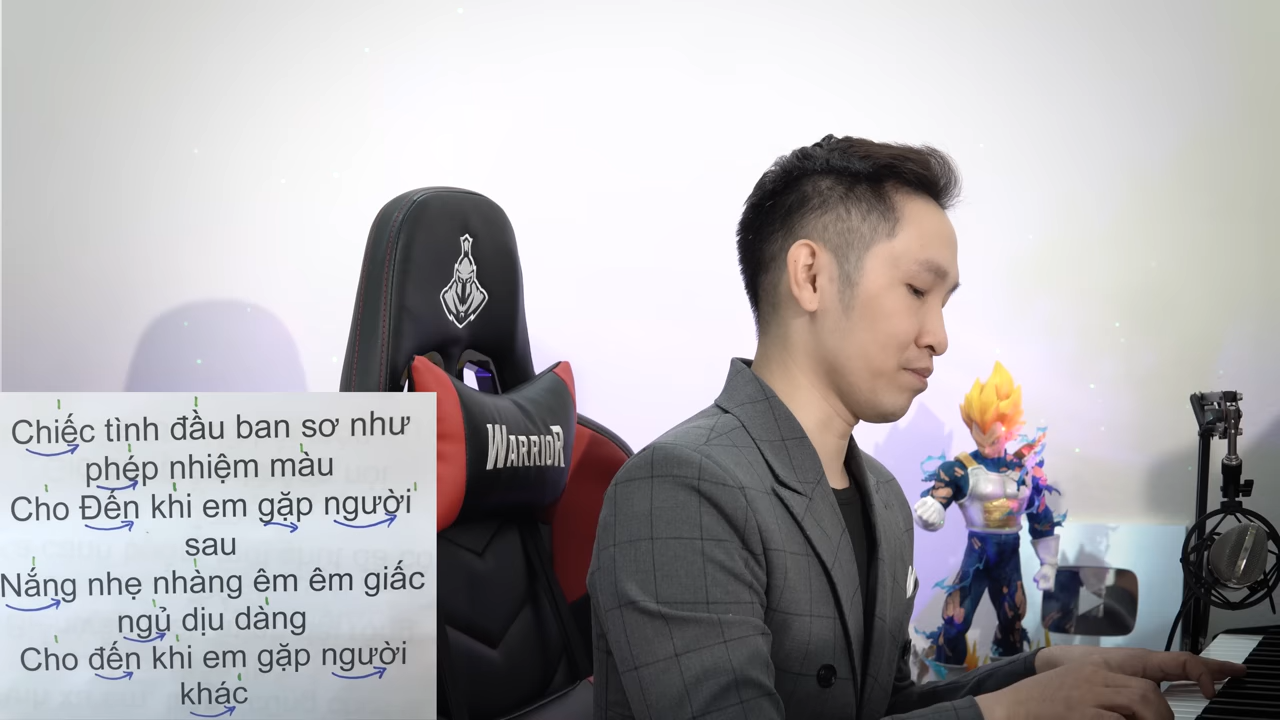 WARRIOR
Chiếc tình đầu ban sơ như
phép nhiệm màu
Cho Đến khi em gặp người
sau
Nắng nhẹ nhàng êm êm giấc
ngủ dịu dàng
Cho đến khi em gặp người
khác